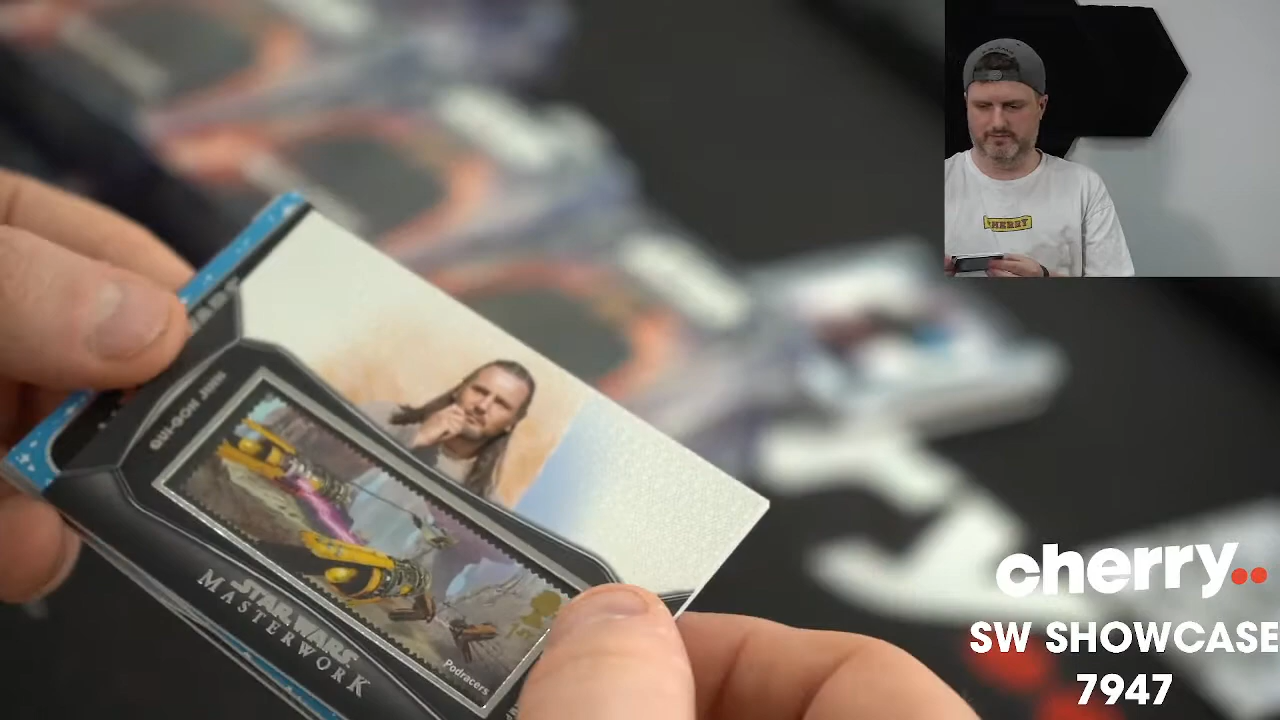 CHERRY
QUI-GON JINN
Podracers
STAR WARS
MASTERWORK
cherry..
SW SHOWCASE
7947